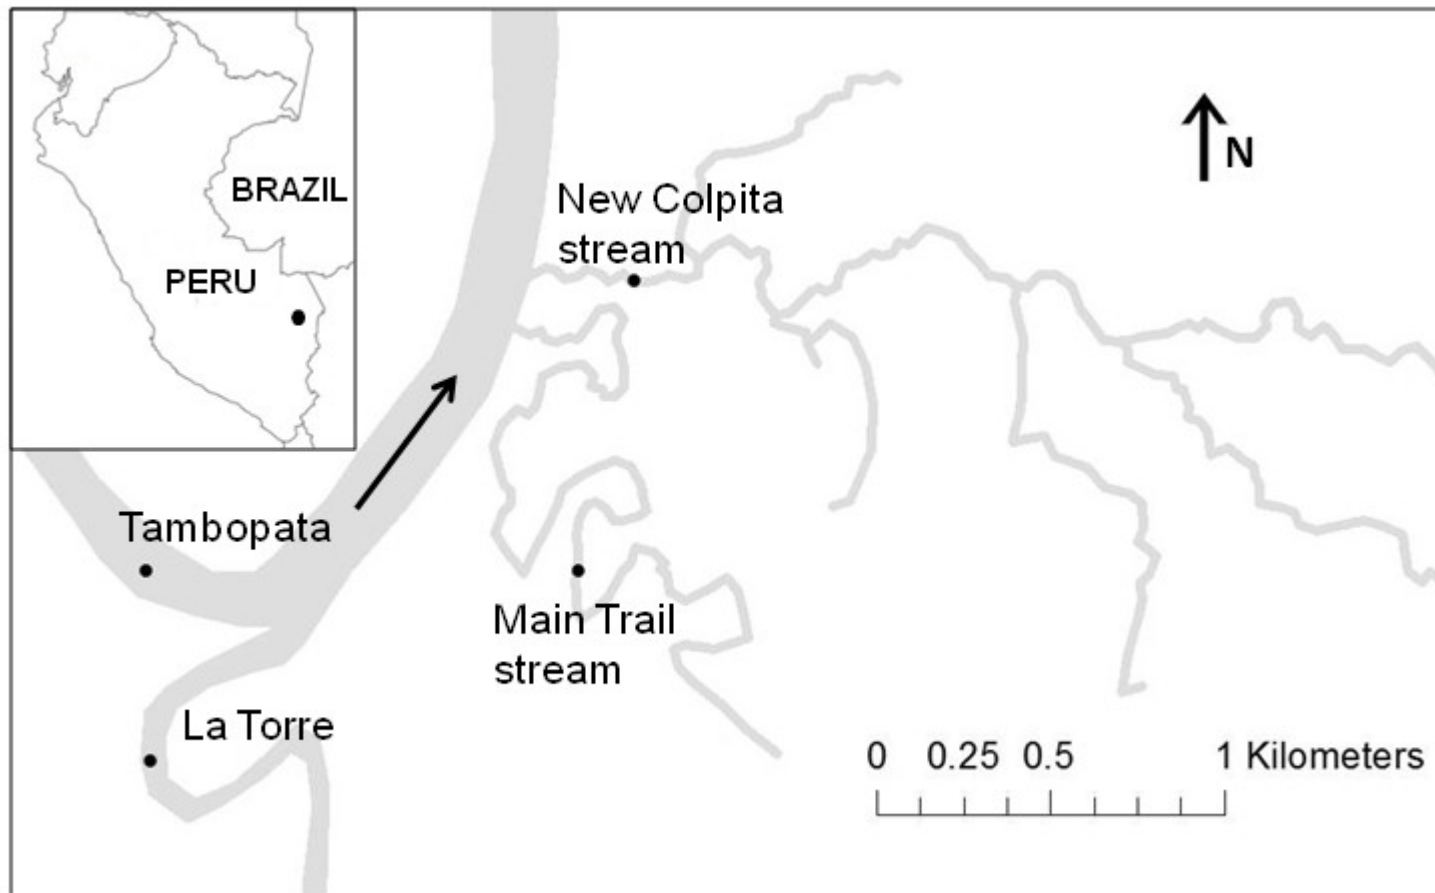 BRAZIL
PERU
N
New Colpita
stream
Tambopata
Main Trail
stream
La Torre
0 0.25 0.5 1 Kilometers